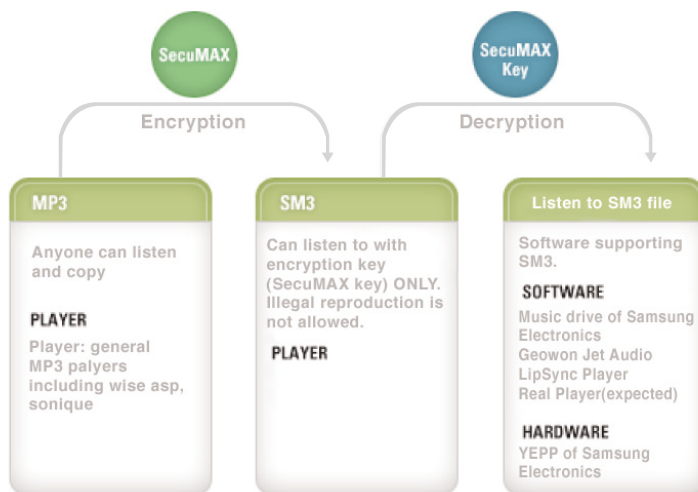 SecuMAX
SecuMAX
Key
Encryption
Decryption
MP3
Anyone can listen
and copy
PLAYER
Player: general
MP3 palyers
including wise asp,
sonique
SM3
Can listen to with
encryption key
(SecuMAX key) ONLY.
Illegal reproduction is
not allowed.
PLAYER
Listen to SM3 file
Software supporting
SM3.
SOFTWARE
Music drive of Samsung
Electronics
Geowon Jet Audio
LipSync Player
Real Player(expected)
HARDWARE
YEPP of Samsung
Electronics